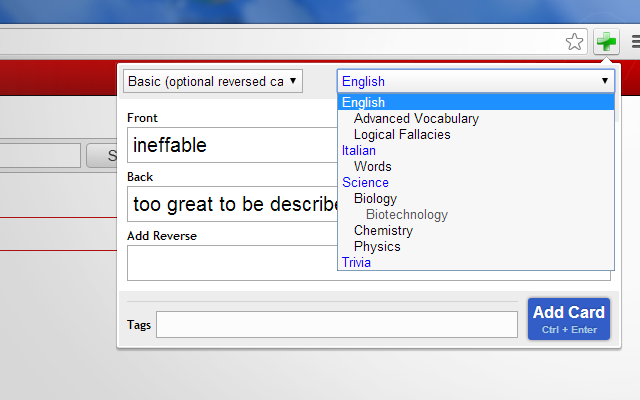 Basic (optional reversed ca
English
English
Advanced Vocabulary
Logical Fallacies
Italian
Words
Science
Biology
Biotechnology
Chemistry
Physics
Trivia
Front
ineffable
Back
too great to be describe
Add Reverse
Tags
Add Card
Ctrl + Enter
S